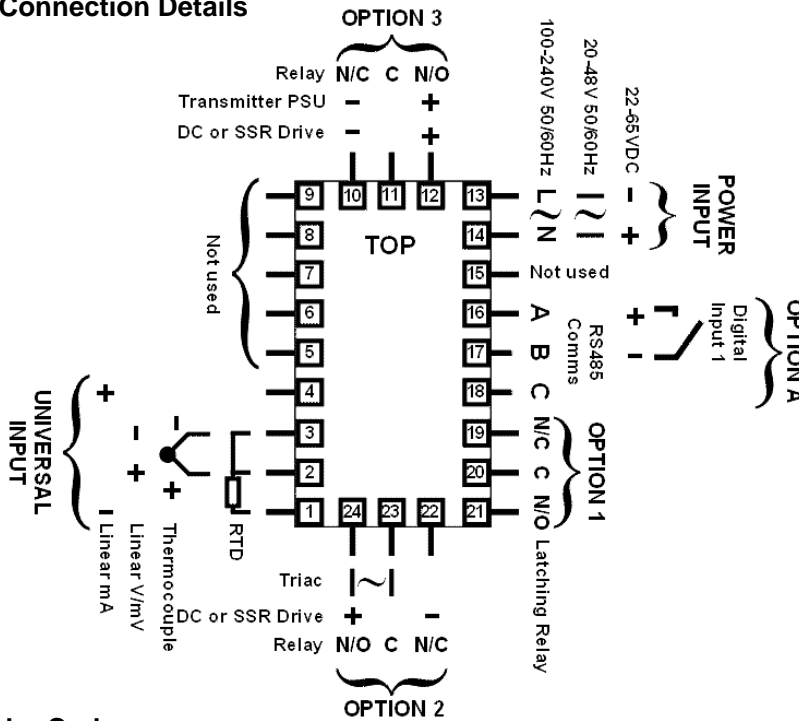 Connection Details
OPTION 3
Relay N/C C N/O
Transmitter PSU − +
DC or SSR Drive − +
100-240V 50/60Hz
20-48V 50/60Hz
22-65VDC
9 10 11 12 13
L
−
8 14
TOP
N
+
POWER
INPUT
7 15 Not used
6 16 A
5 17 B
4 18 C
Not used
RS485
Comms
+
−
Digital
Input 1
OPTION A
3 19 N/C
2 20 C
1 24 23 22 21 N/O
OPTION 1
Latching Relay
UNIVERSAL
INPUT
+ − Linear mA
− + Linear V/mV
− + Thermocouple
RTD
Triac ~
DC or SSR Drive + −
Relay N/O C N/C
OPTION 2